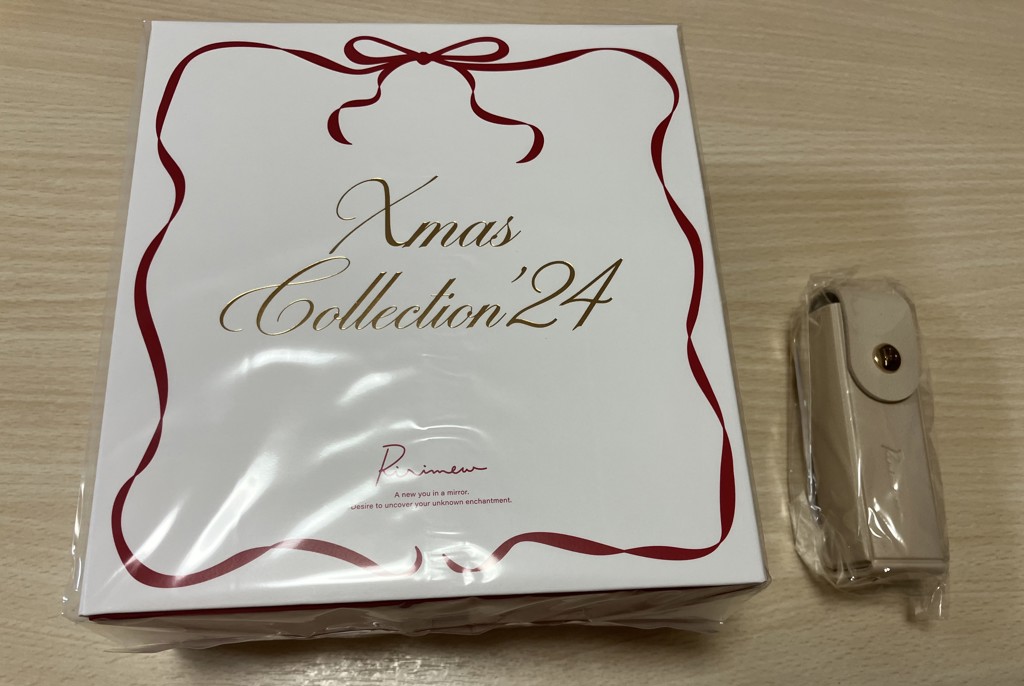 Xmas
Collection '24
Ririmew
A new you in a mirror.
Desire to uncover your unknown enchantment.